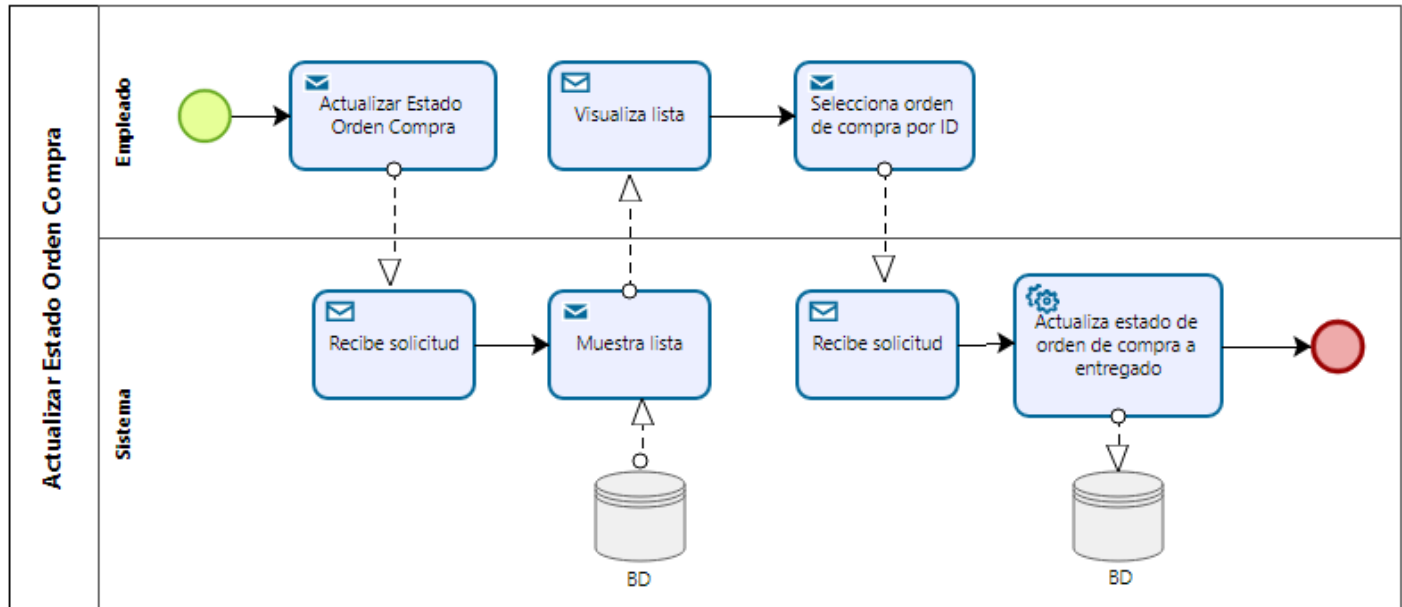 Actualizar Estado Orden Compra
Empleado
Actualizar Estado
Orden Compra
Visualiza lista
Selecciona orden
de compra por ID
Sistema
Recibe solicitud
Muestra lista
Recibe solicitud
Actualiza estado de
orden de compra a
entregado
BD
BD